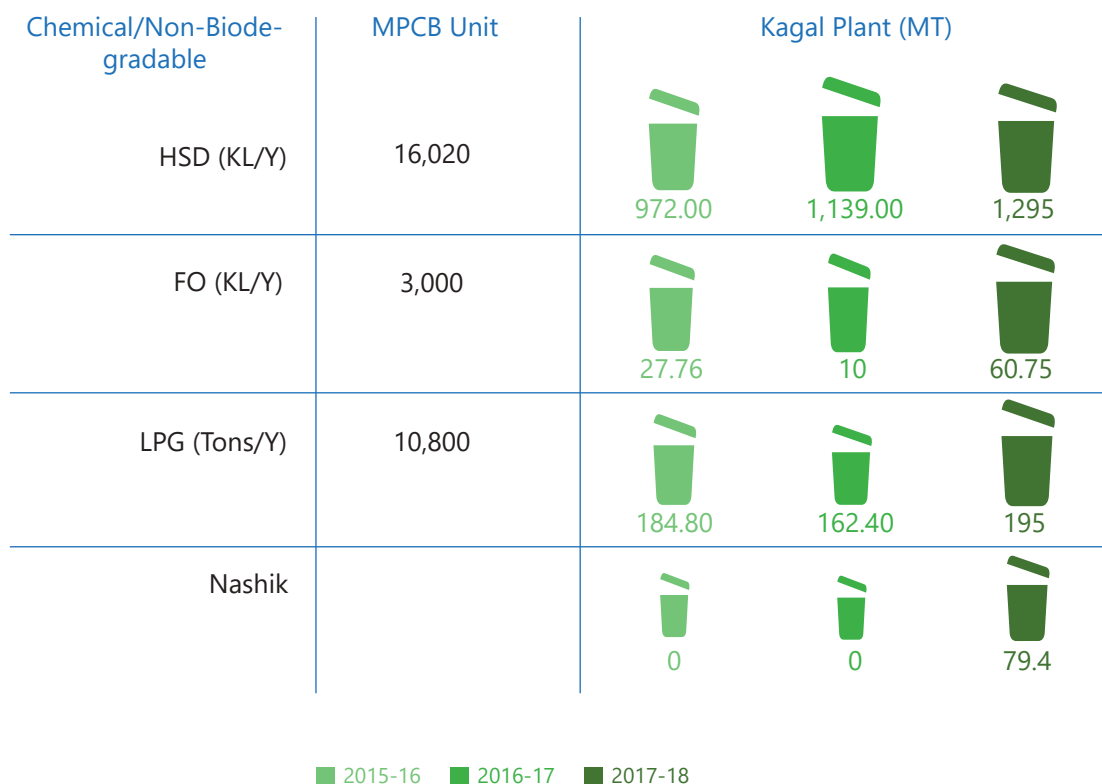 Chemical/Non-Biode-
gradable
MPCB Unit
Kagal Plant (MT)
HSD (KL/Y)
16,020
972.00
1,139.00
1,295
FO (KL/Y)
3,000
27.76
10
60.75
LPG (Tons/Y)
10,800
184.80
162.40
195
Nashik
0
0
79.4
2015-16
2016-17
2017-18